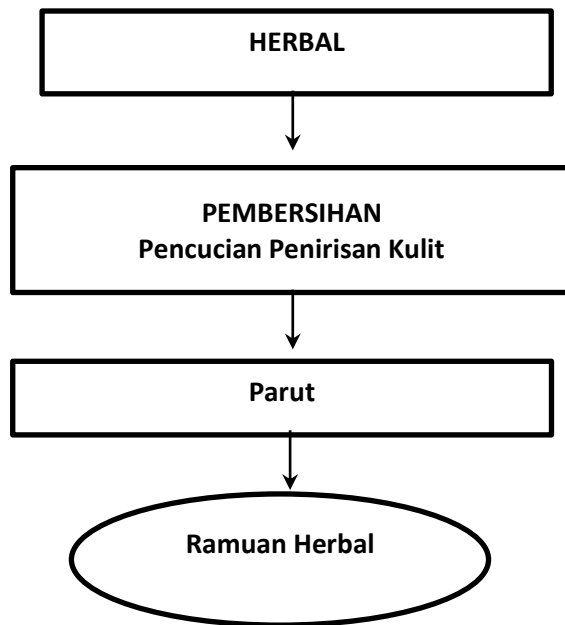 HERBAL
PEMBERSIHAN
Pencucian Penirisan Kulit
Parut
Ramuan Herbal